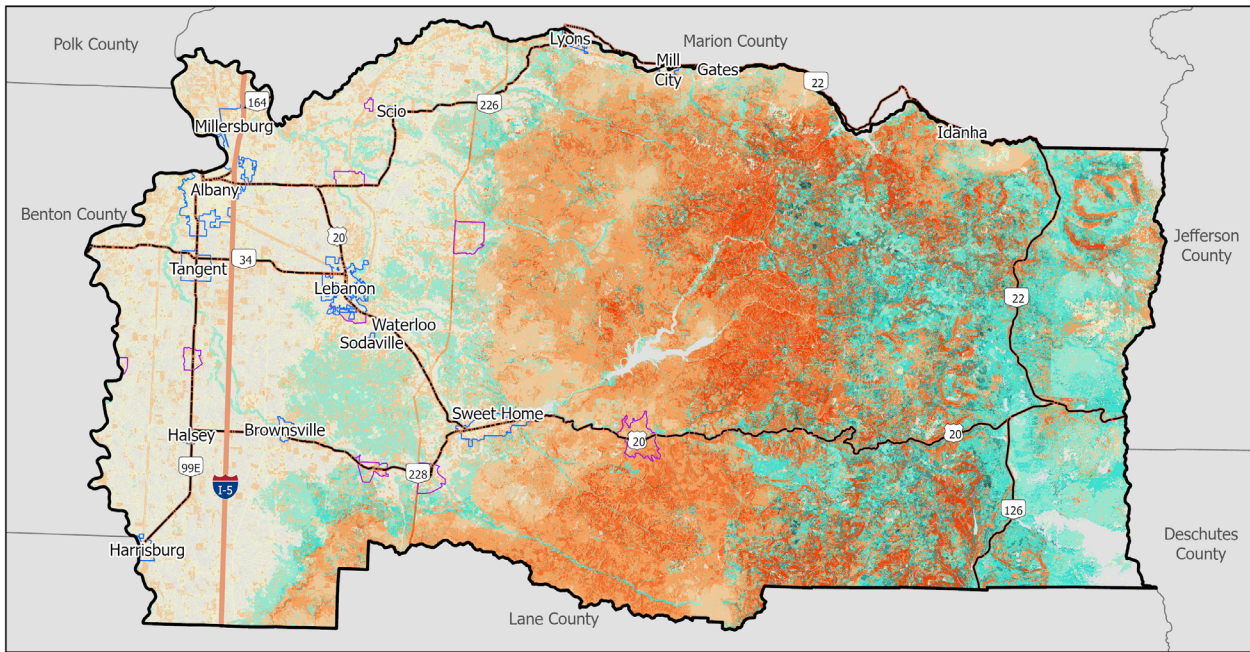 Polk County
Lyons
Marion County
Mill
City
Gates
22
164
Scio
226
Millersburg
Idanha
Albany
Benton County
20
34
Jefferson
County
Tangent
Lebanon
22
Waterloo
Sodaville
Sweet Home
Halsey
Brownsville
20
20
99E
228
I-5
126
Harrisburg
Deschutes
County
Lane County